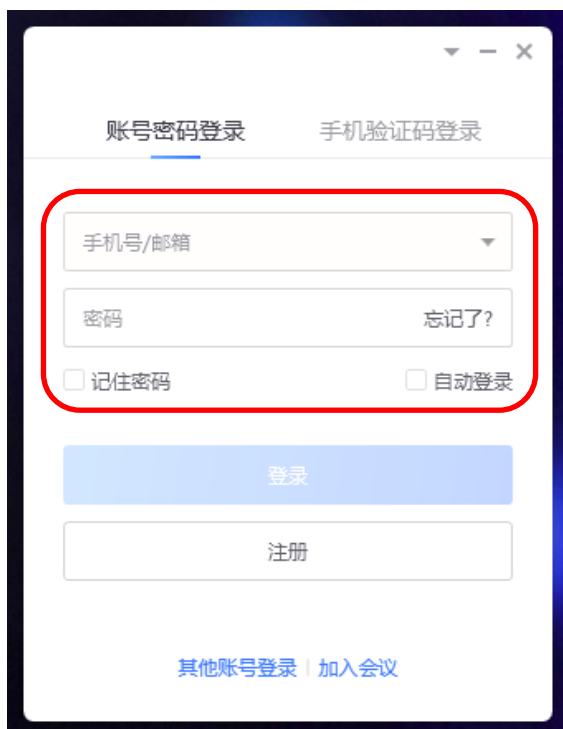 账号密码登录 手机验证码登录
手机号/邮箱
密码 忘记了?
记住密码 自动登录
登录
注册
其他账号登录 | 加入会议